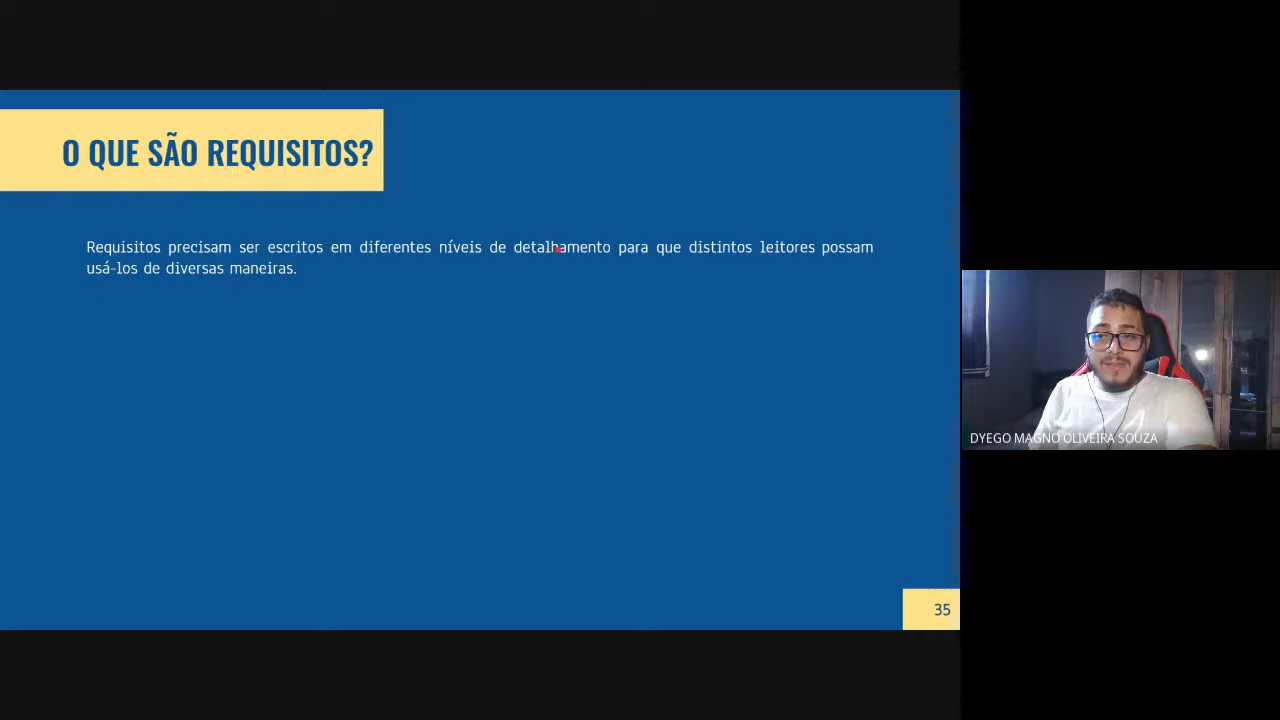 O QUE SÃO REQUISITOS?
Requisitos precisam ser escritos em diferentes níveis de detalhamento para que distintos leitores possam
usá-los de diversas maneiras.
DYEGO MAGNO OLIVEIRA SOUZA
35